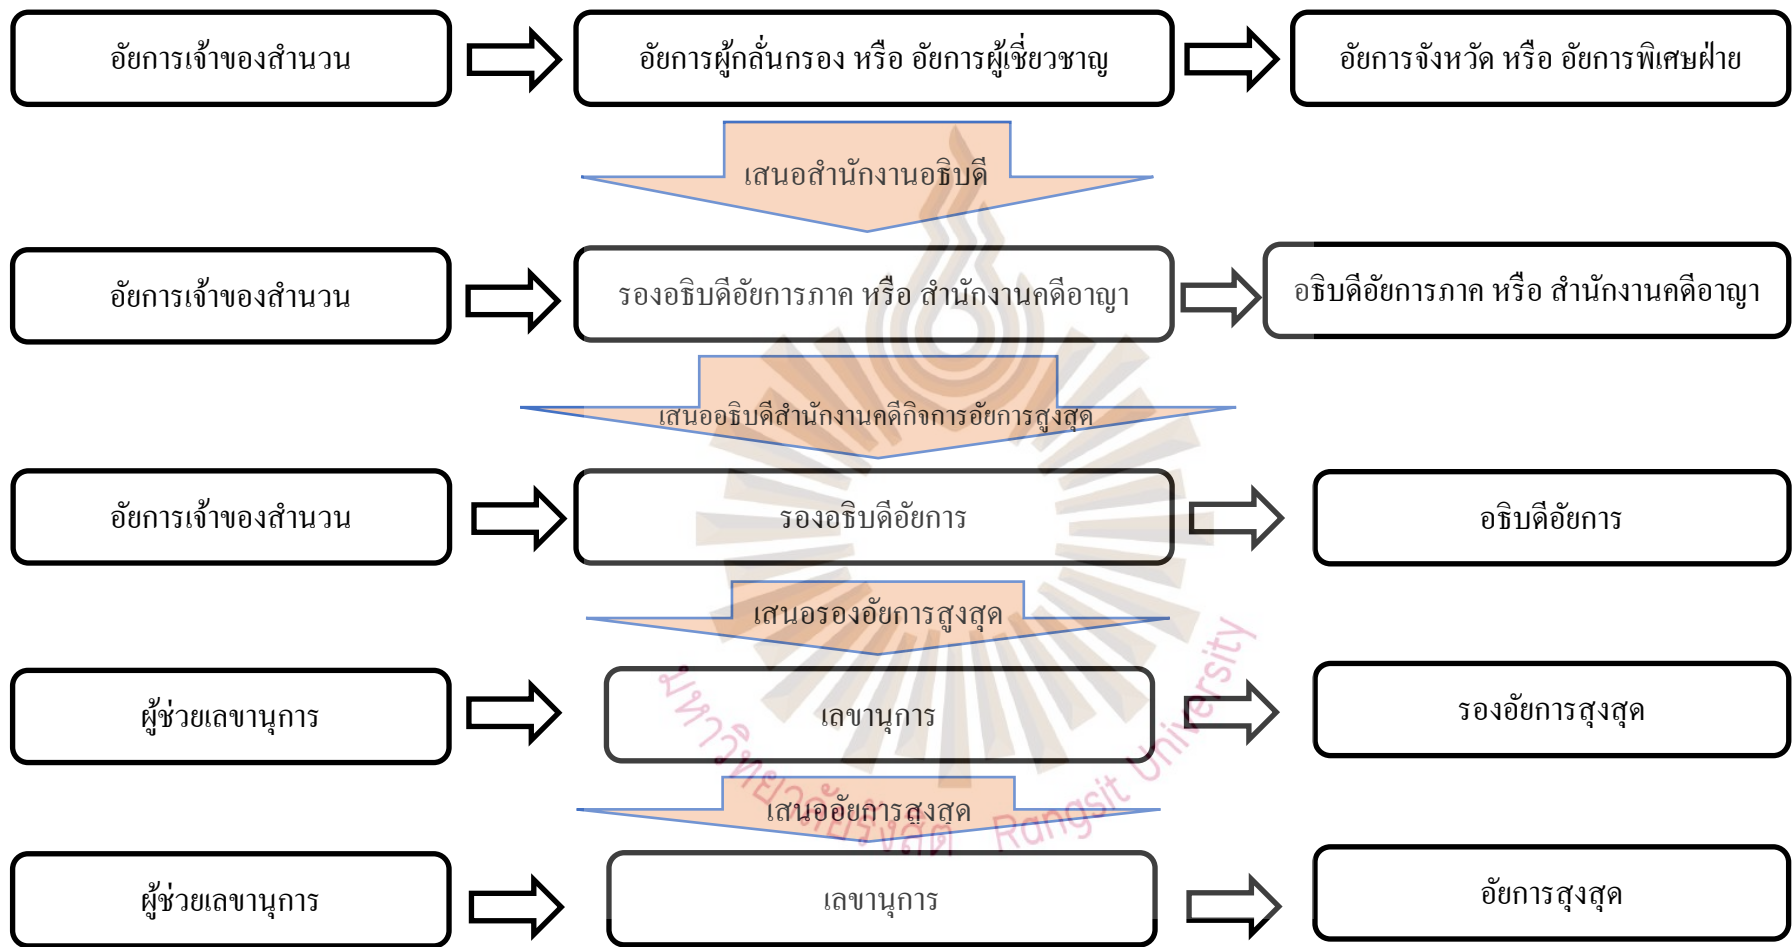 อัยการเจ้าของสำนวน
อัยการผู้กลั่นกรอง หรือ อัยการผู้เชี่ยวชาญ
อัยการจังหวัด หรือ อัยการพิเศษฝ่าย
เสนอสำนักงานอธิบดี
อัยการเจ้าของสำนวน
รองอธิบดีอัยการภาค หรือ สำนักงานคดีอาญา
อธิบดีอัยการภาค หรือ สำนักงานคดีอาญา
เสนออธิบดีสำนักงานคดีกิจการอัยการสูงสุด
อัยการเจ้าของสำนวน
รองอธิบดีอัยการ
อธิบดีอัยการ
เสนอรองอัยการสูงสุด
ผู้ช่วยเลขานุการ
เลขานุการ
รองอัยการสุงสุด
เสนออัยการสูงสุด
ผู้ช่วยเลขานุการ
เลขานุการ
อัยการสูงสุด
มหาวิทยาลัยรังสิต Rangsit University